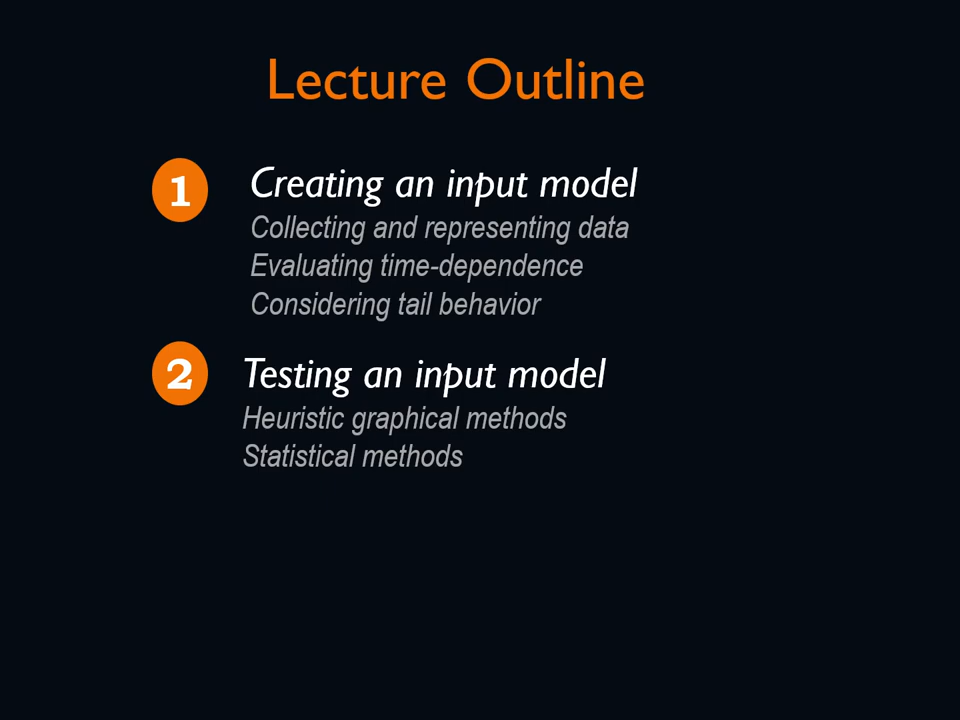 Lecture Outline
1
Creating an input model
Collecting and representing data
Evaluating time-dependence
Considering tail behavior
2
Testing an input model
Heuristic graphical methods
Statistical methods